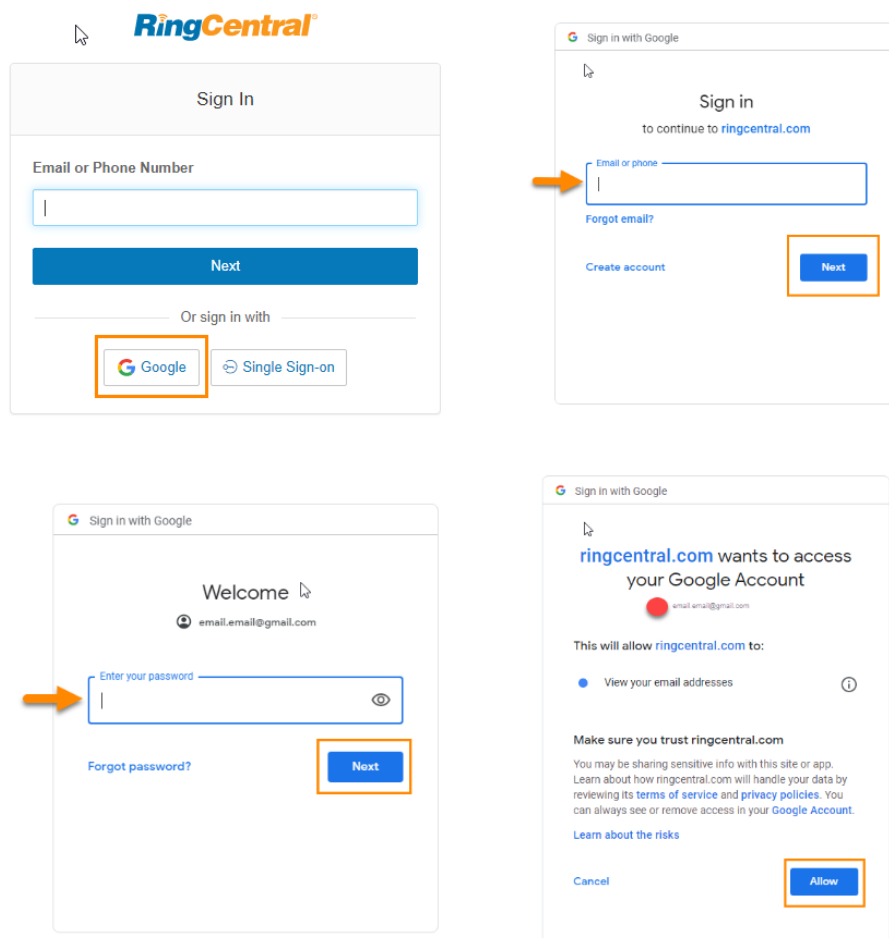 RingCentral®
Sign In
Email or Phone Number
Next
Or sign in with
Google
Single Sign-on
Sign in with Google
Sign in
to continue to ringcentral.com
Email or phone
Forgot email?
Create account
Next
Sign in with Google
Welcome
email.email@gmail.com
Enter your password
Forgot password?
Next
Sign in with Google
ringcentral.com wants to access
your Google Account
email.email@gmail.com
This will allow ringcentral.com to:
View your email addresses
Make sure you trust ringcentral.com
You may be sharing sensitive info with this site or app.
Learn about how ringcentral.com will handle your data by
reviewing its terms of service and privacy policies. You
can always see or remove access in your Google Account.
Learn about the risks
Cancel
Allow